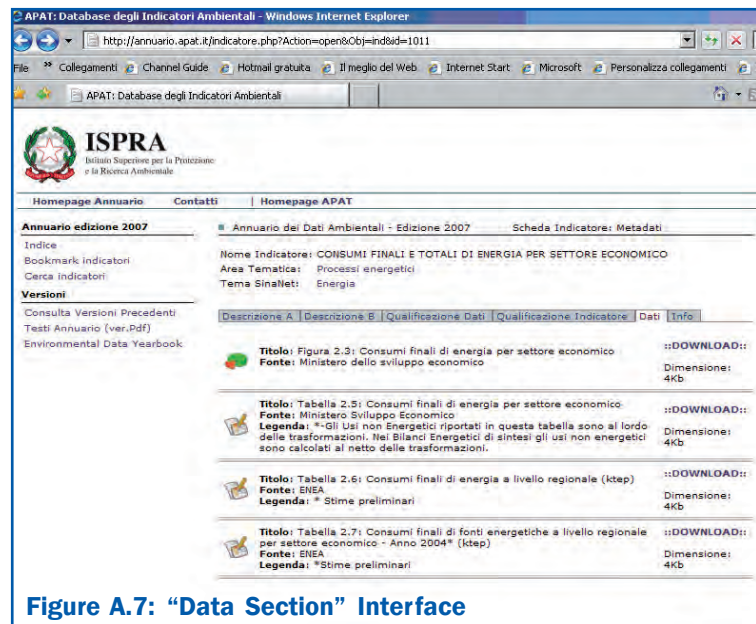 APAT: Database degli Indicatori Ambientali - Windows Internet Explorer
http://annuario.apat.it/indicatore.php?Action=open&Obj=ind&id=1011
File » Collegamenti Channel Guide Hotmail gratuita Il meglio del Web Internet Start Microsoft Personalizza collegamenti
APAT: Database degli Indicatori Ambientali
ISPRA
Istituto Superiore per la Protezione
e la Ricerca Ambientale
Homepage Annuario Contatti | Homepage APAT
Annuario edizione 2007
Indice
Bookmark indicatori
Cerca indicatori
Versioni
Consulta Versioni Precedenti
Testi Annuario (ver.Pdf)
Environmental Data Yearbook
Annuario dei Dati Ambientali - Edizione 2007 Scheda Indicatore: Metadati
Nome Indicatore: CONSUMI FINALI E TOTALI DI ENERGIA PER SETTORE ECONOMICO
Area Tematica: Processi energetici
Tema SinaNet: Energia
Descrizione A | Descrizione B | Qualificazione Dati | Qualificazione Indicatore | Dati | Info
Titolo: Figura 2.3: Consumi finali di energia per settore economico
Fonte: Ministero dello sviluppo economico
::DOWNLOAD::
Dimensione:
4Kb
Titolo: Tabella 2.5: Consumi finali di energia per settore economico
Fonte: Ministero Sviluppo Economico
Legenda: *-Gli Usi non Energetici riportati in questa tabella sono al lordo
delle trasformazioni. Nei Bilanci Energetici di sintesi gli usi non energetici
sono calcolati al netto delle trasformazioni.
::DOWNLOAD::
Dimensione:
4Kb
Titolo: Tabella 2.6: Consumi finali di energia a livello regionale (ktep)
Fonte: ENEA
Legenda: * Stime preliminari
::DOWNLOAD::
Dimensione:
4Kb
Titolo: Tabella 2.7: Consumi finali di fonti energetiche a livello regionale
per settore economico - Anno 2004* (ktep)
Fonte: ENEA
Legenda: *Stime preliminari
::DOWNLOAD::
Dimensione:
4Kb
Figure A.7: “Data Section” Interface